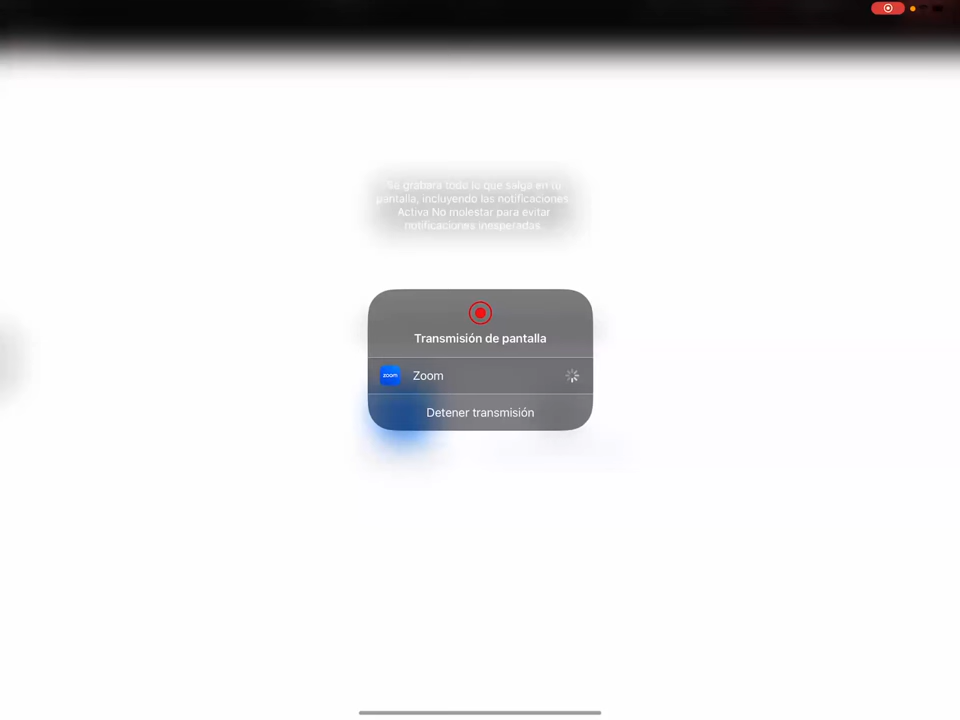 Se grabará todo lo que salga en tu
pantalla, incluyendo las notificaciones.
Activa No molestar para evitar
notificaciones inesperadas.
Transmisión de pantalla
zoom
Zoom
Detener transmisión